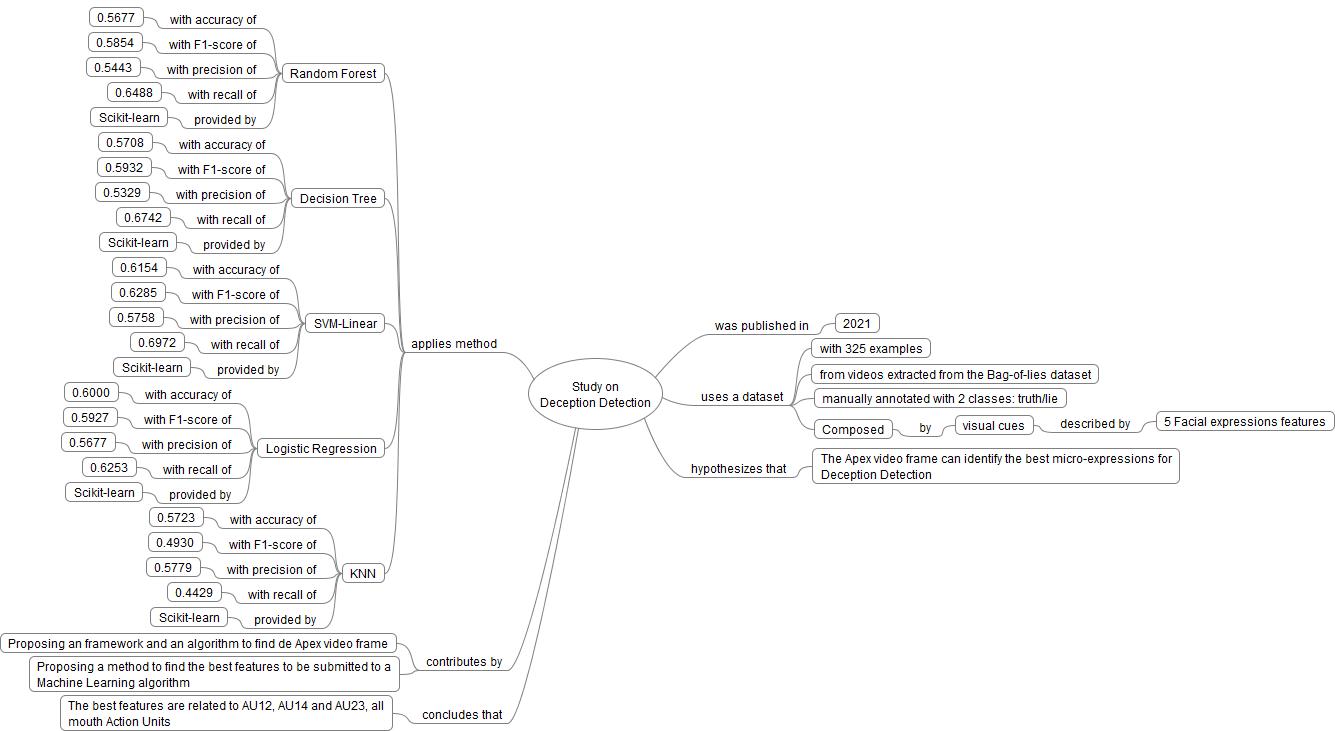 0.5677
with accuracy of
0.5854
with F1-score of
0.5443
with precision of
Random Forest
0.6488
with recall of
Scikit-learn
provided by
0.5708
with accuracy of
0.5932
with F1-score of
0.5329
with precision of
Decision Tree
0.6742
with recall of
Scikit-learn
provided by
0.6154
with accuracy of
0.6285
with F1-score of
0.5758
with precision of
SVM-Linear
0.6972
with recall of
Scikit-learn
provided by
0.6000
with accuracy of
0.5927
with F1-score of
0.5677
with precision of
Logistic Regression
0.6253
with recall of
Scikit-learn
provided by
0.5723
with accuracy of
0.4930
with F1-score of
0.5779
with precision of
KNN
0.4429
with recall of
Scikit-learn
provided by
applies method
Proposing an framework and an algorithm to find de Apex video frame
Proposing a method to find the best features to be submitted to a
Machine Learning algorithm
contributes by
The best features are related to AU12, AU14 and AU23, all
mouth Action Units
concludes that
Study on
Deception Detection
was published in
2021
uses a dataset
with 325 examples
from videos extracted from the Bag-of-lies dataset
manually annotated with 2 classes: truth/lie
Composed
by
visual cues
described by
5 Facial expressions features
hypothesizes that
The Apex video frame can identify the best micro-expressions for
Deception Detection